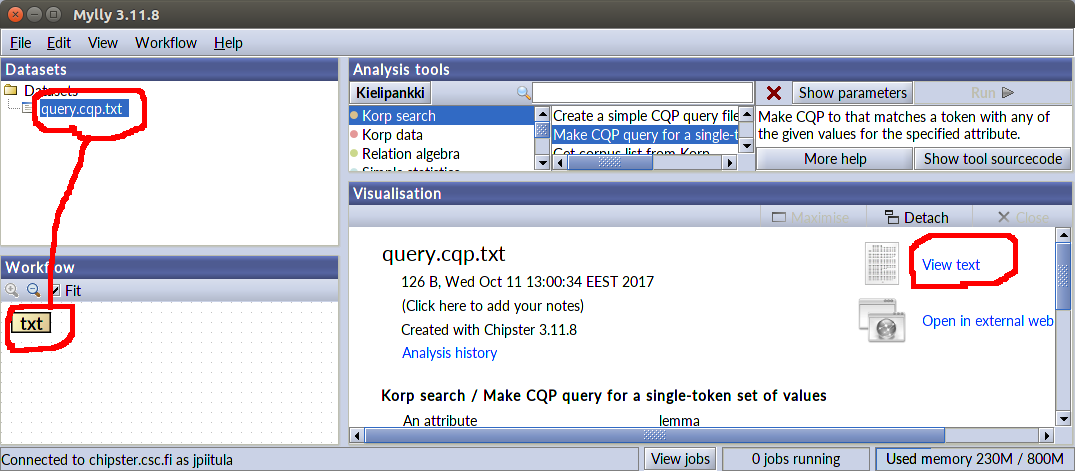 Mylly 3.11.8
File Edit View Workflow Help
Datasets
Datasets
query.cqp.txt
Workflow
Fit
txt
Analysis tools
Kielipankki
Show parameters Run
Korp search
Korp data
Relation algebra
Simple statistics
Create a simple CQP query file
Make CQP query for a single-t
Get corpus list from Korp
Make CQP to that matches a token with any of
the given values for the specified attribute.
More help Show tool sourcecode
Visualisation
Maximise Detach Close
query.cqp.txt
126 B, Wed Oct 11 13:00:34 EEST 2017
(Click here to add your notes)
Created with Chipster 3.11.8
Analysis history
View text
Open in external web
Korp search / Make CQP query for a single-token set of values
An attribute lemma
Connected to chipster.csc.fi as jpiitula View jobs 0 jobs running Used memory 230M / 800M